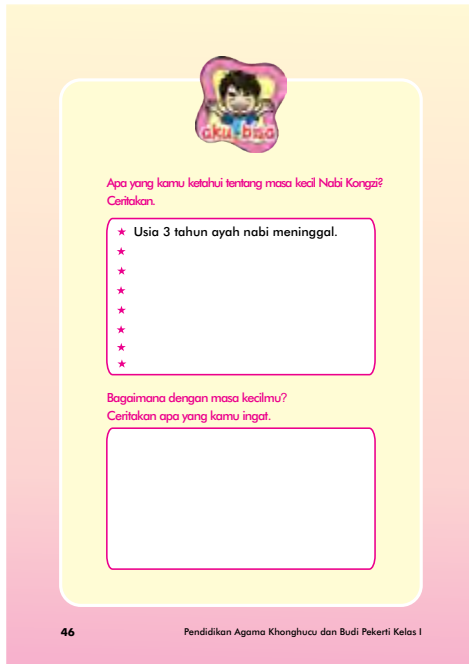 aku bisa
Apa yang kamu ketahui tentang masa kecil Nabi Kongzi?
Ceritakan.
★ Usia 3 tahun ayah nabi meninggal.
★
★
★
★
★
★
★
Bagaimana dengan masa kecilmu?
Ceritakan apa yang kamu ingat.
46 Pendidikan Agama Khonghucu dan Budi Pekerti Kelas I